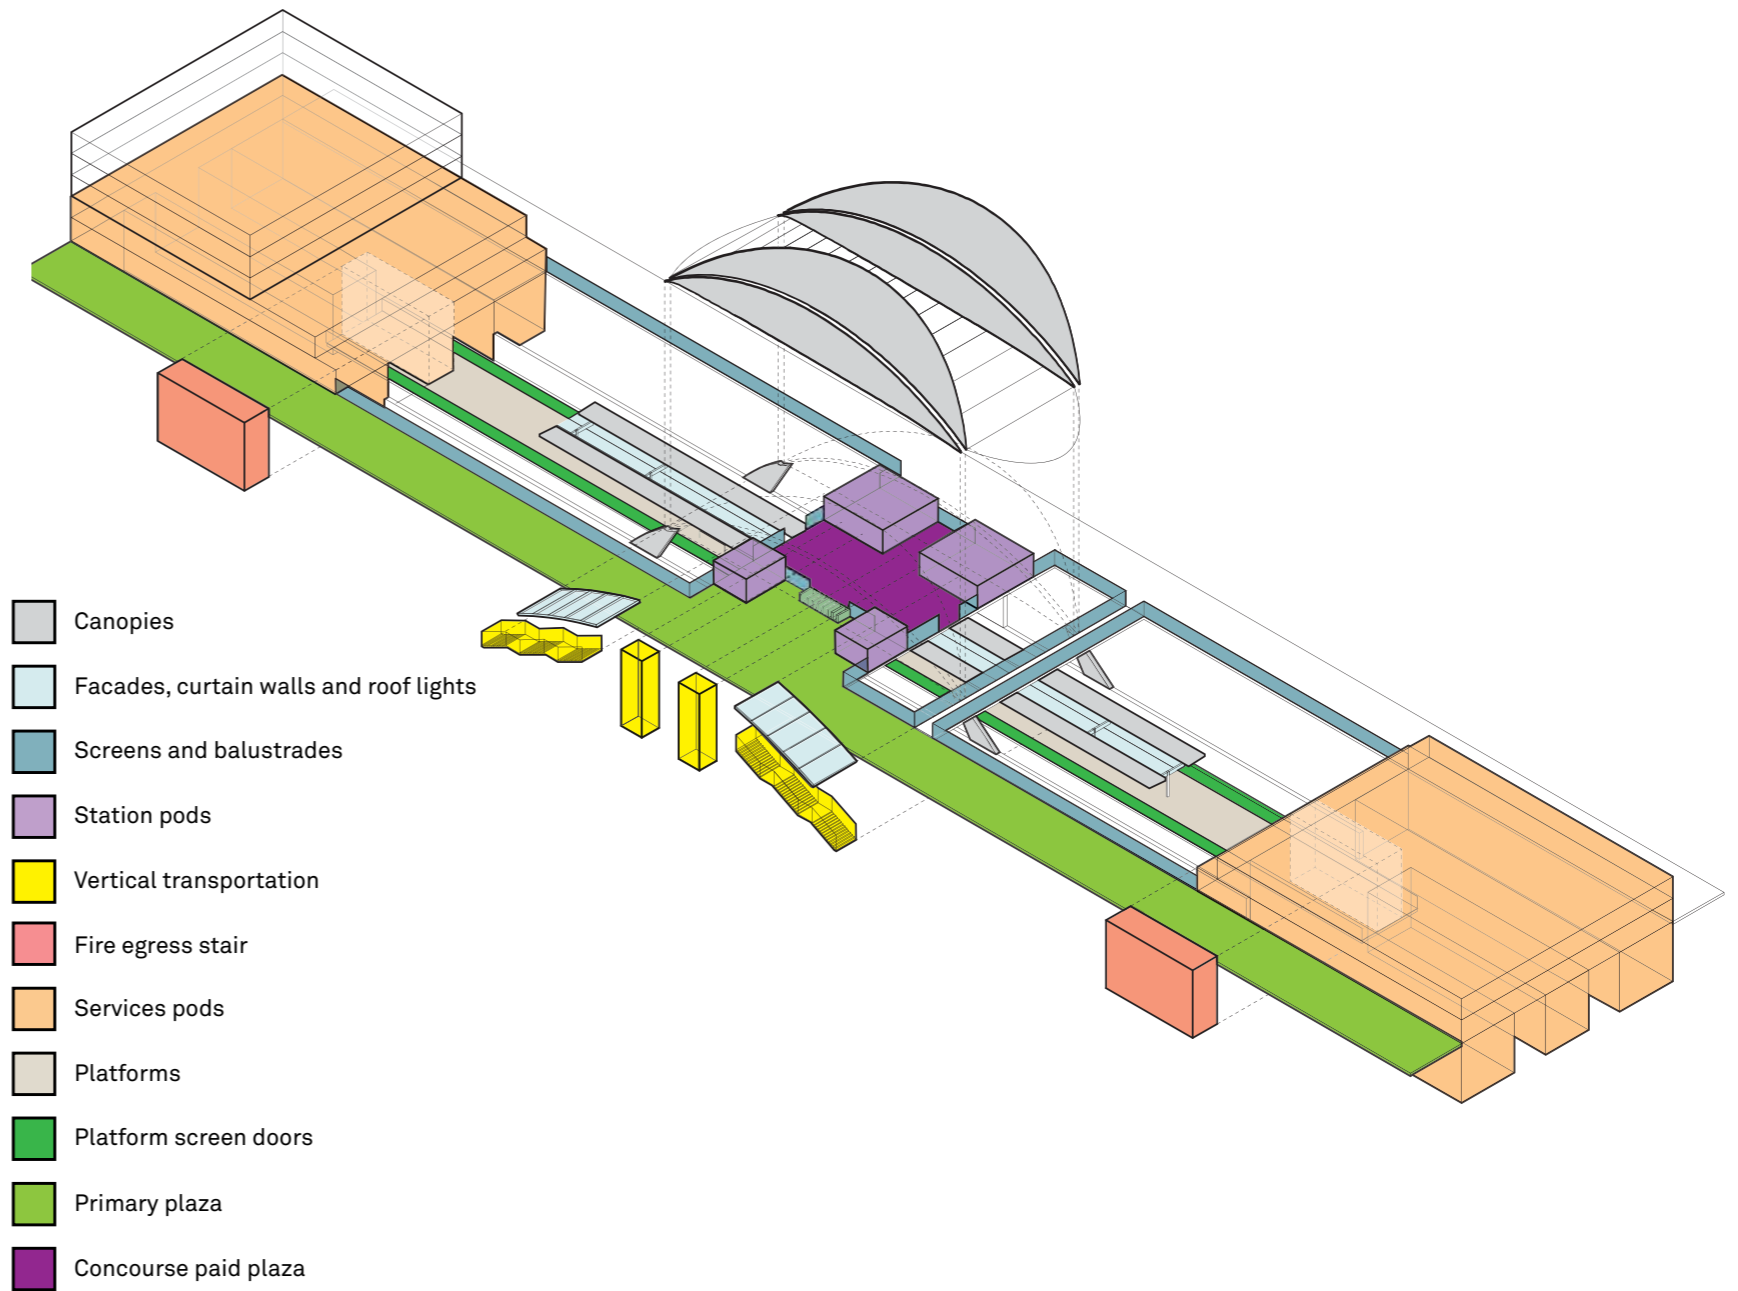 Canopies
Facades, curtain walls and roof lights
Screens and balustrades
Station pods
Vertical transportation
Fire egress stair
Services pods
Platforms
Platform screen doors
Primary plaza
Concourse paid plaza